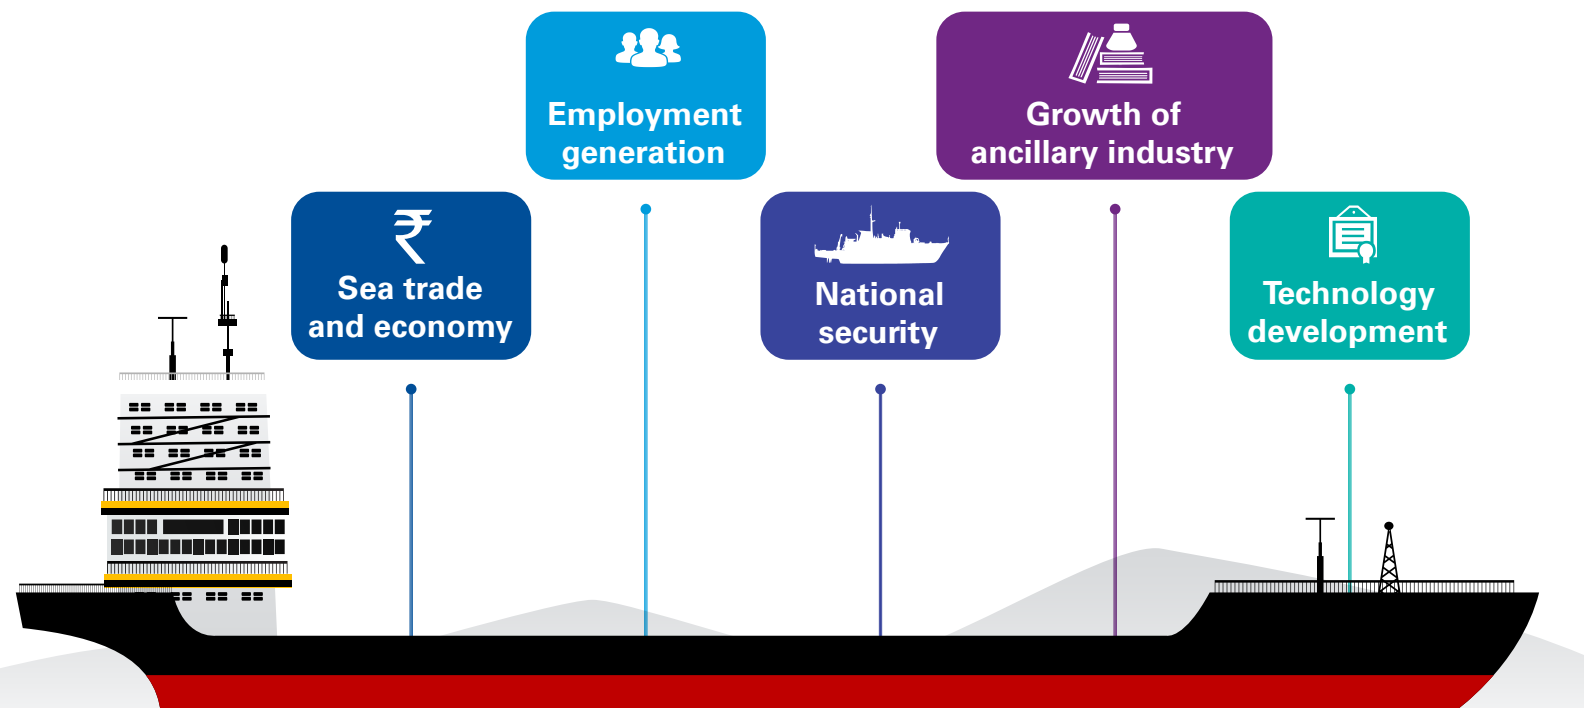 Employment
generation
Growth of
ancillary industry
₹
Sea trade
and economy
National
security
Technology
development